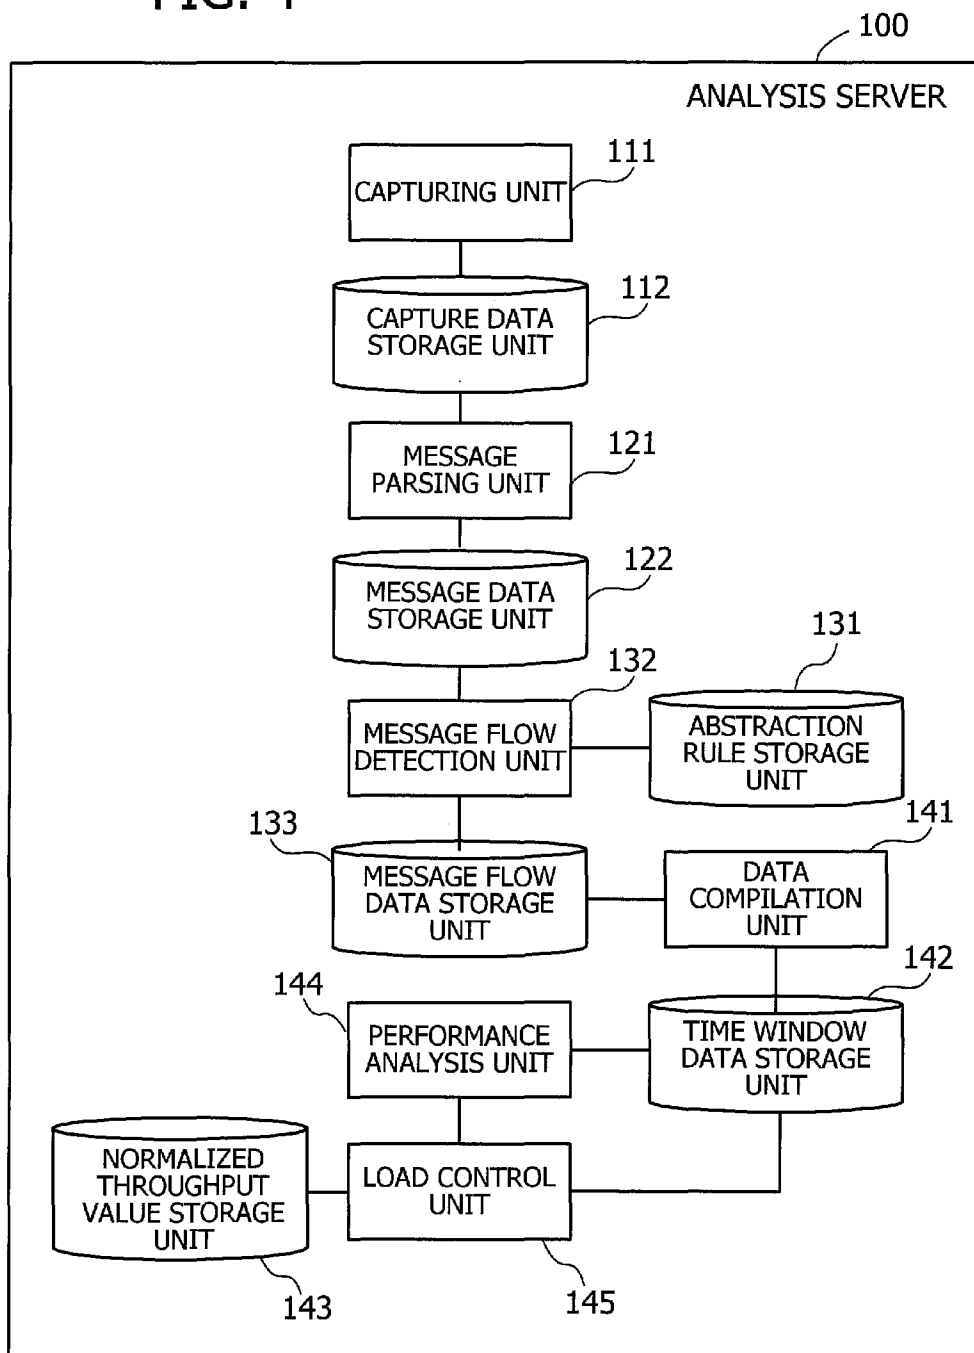 100
ANALYSIS SERVER
111
CAPTURING UNIT
112
CAPTURE DATA
STORAGE UNIT
121
MESSAGE
PARSING UNIT
122
MESSAGE DATA
STORAGE UNIT
131
132
MESSAGE FLOW
DETECTION UNIT
ABSTRACTION
RULE STORAGE
UNIT
133
141
MESSAGE FLOW
DATA STORAGE
UNIT
DATA
COMPILATION
UNIT
142
144
PERFORMANCE
ANALYSIS UNIT
TIME WINDOW
DATA STORAGE
UNIT
NORMALIZED
THROUGHPUT
VALUE STORAGE
UNIT
LOAD CONTROL
UNIT
143
145